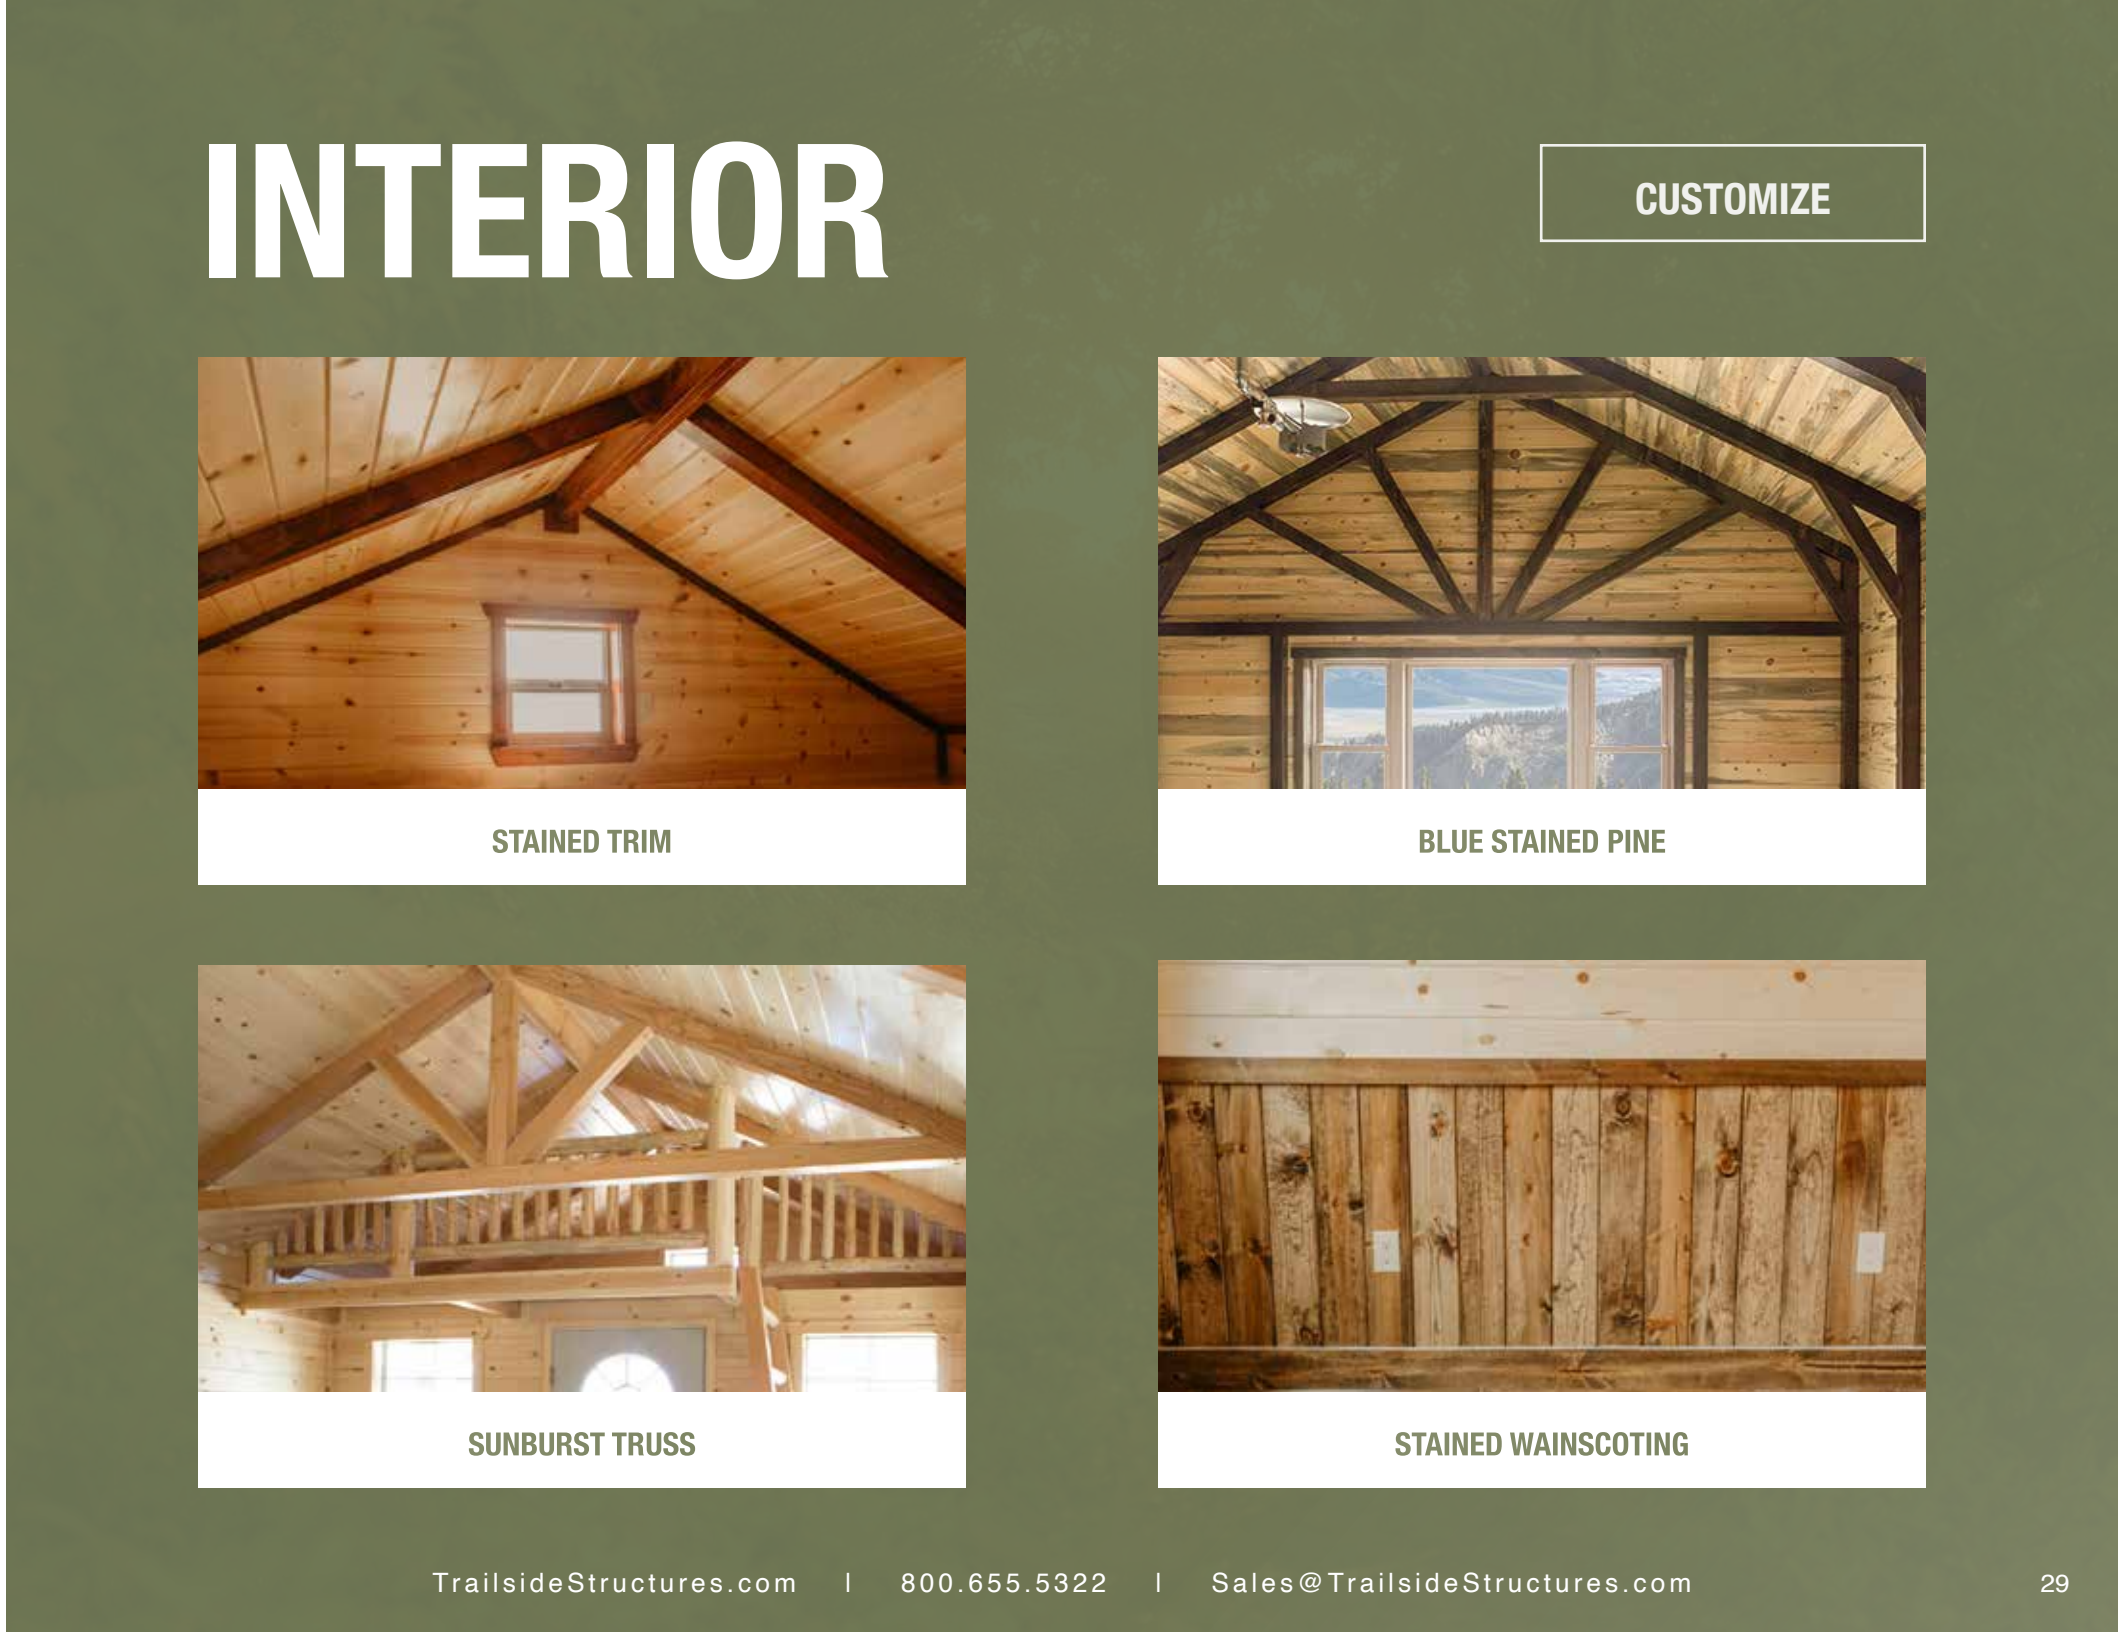 INTERIOR
CUSTOMIZE
STAINED TRIM
BLUE STAINED PINE
SUNBURST TRUSS
STAINED WAINSCOTING
TrailsideStructures.com | 800.655.5322 | Sales@TrailsideStructures.com 29